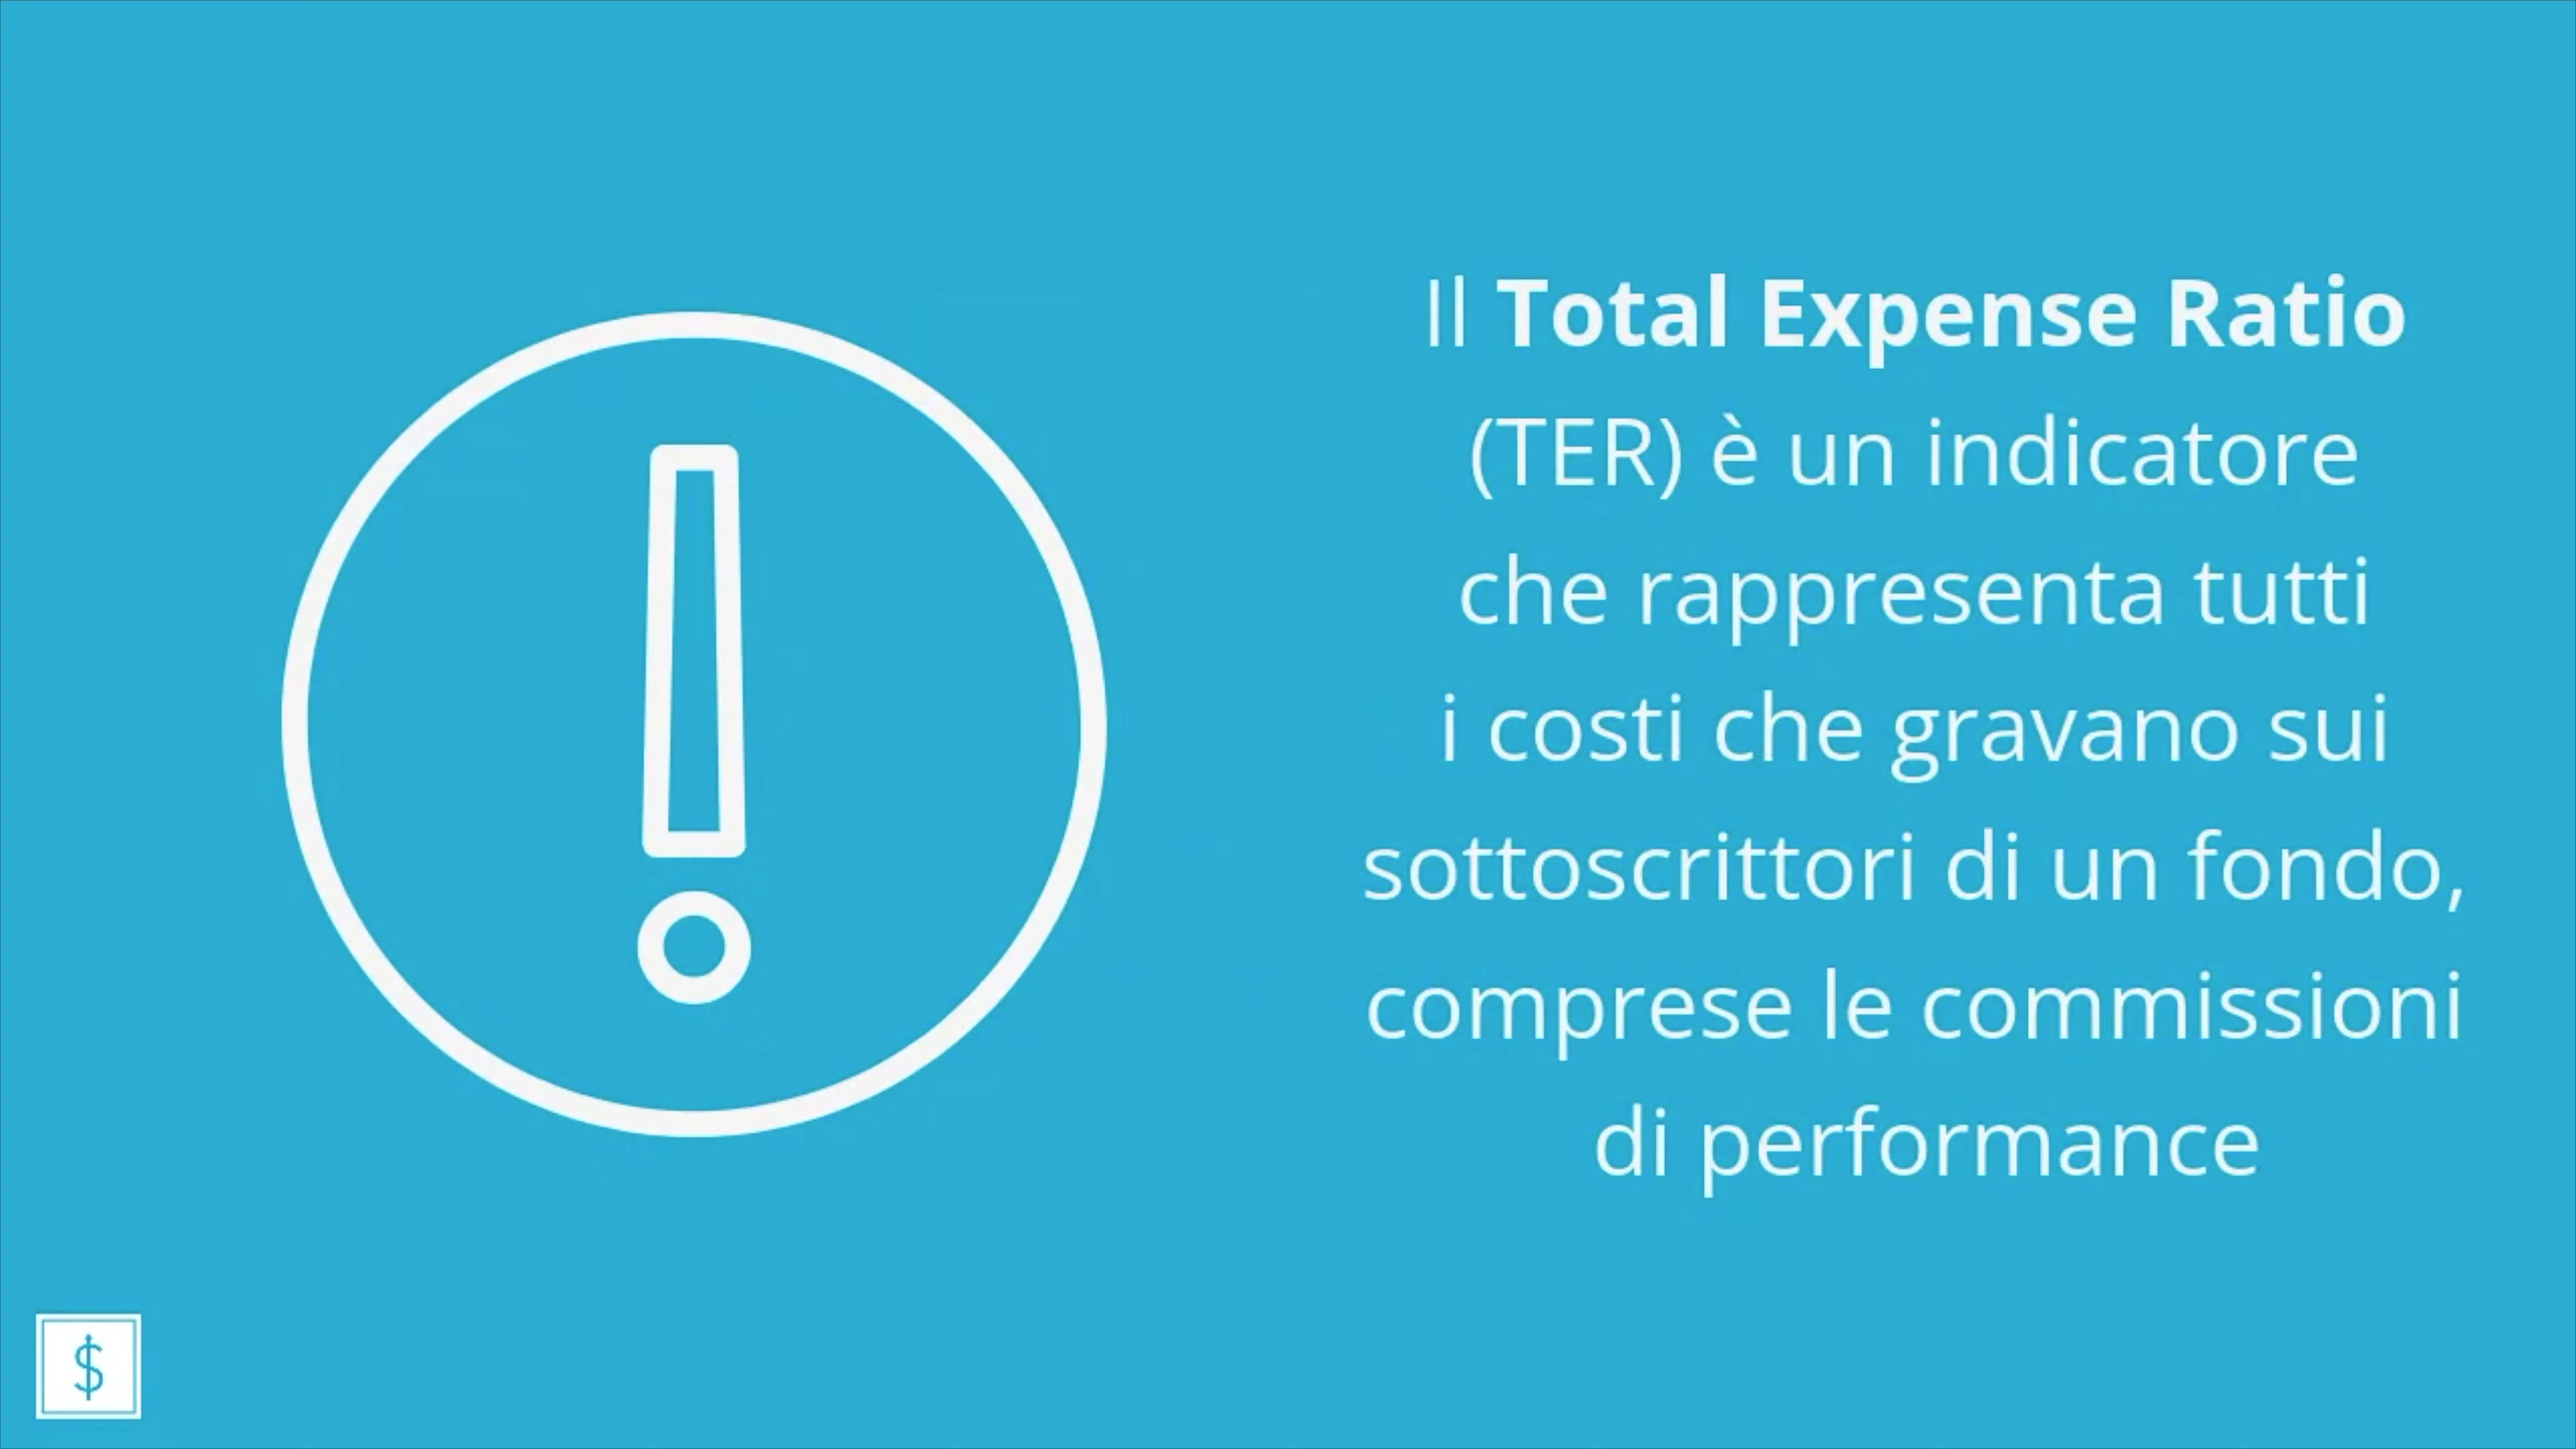 Il Total Expense Ratio
(TER) è un indicatore
che rappresenta tutti
i costi che gravano sui
sottoscrittori di un fondo,
comprese le commissioni
di performance
$